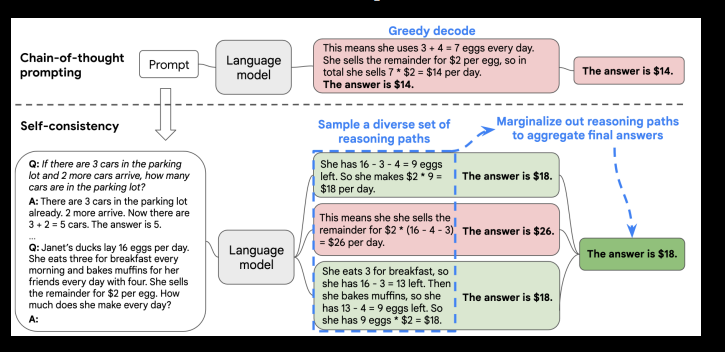 Greedy decode
Chain-of-thought
prompting
Prompt
Language
model
This means she uses 3 + 4 = 7 eggs every day.
She sells the remainder for $2 per egg, so in
total she sells 7 * $2 = $14 per day.
The answer is $14.
The answer is $14.
Self-consistency
Sample a diverse set of
reasoning paths
Marginalize out reasoning paths
to aggregate final answers
Q: If there are 3 cars in the parking
lot and 2 more cars arrive, how many
cars are in the parking lot?
A: There are 3 cars in the parking lot
already. 2 more arrive. Now there are
3 + 2 = 5 cars. The answer is 5.
...
Q: Janet's ducks lay 16 eggs per day.
She eats three for breakfast every
morning and bakes muffins for her
friends every day with four. She sells
the remainder for $2 per egg. How
much does she make every day?
A:
Language
model
She has 16 - 3 - 4 = 9 eggs
left. So she makes $2 * 9 =
$18 per day.
The answer is $18.
This means she she sells the
remainder for $2 * (16 - 4 - 3)
= $26 per day.
The answer is $26.
She eats 3 for breakfast, so
she has 16 - 3 = 13 left. Then
she bakes muffins, so she
has 13 - 4 = 9 eggs left. So
she has 9 eggs * $2 = $18.
The answer is $18.
The answer is $18.